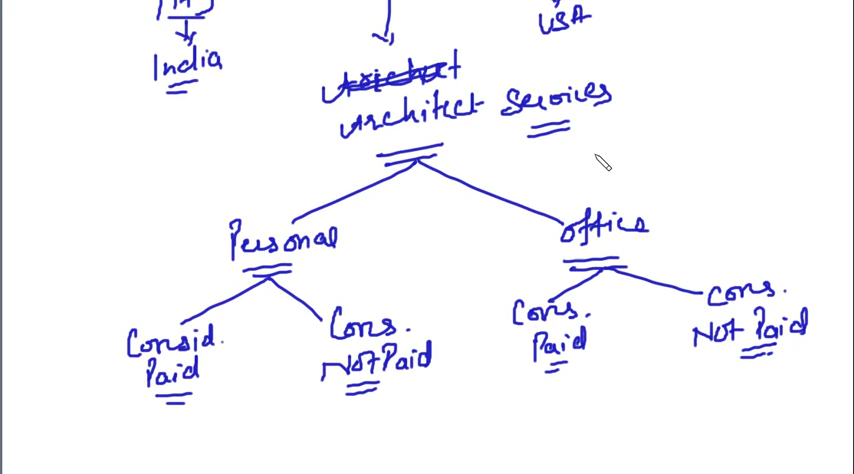 USA
India
Architect Services
Personal
Office
Consid.
Paid
Cons.
Not Paid
Cons.
Paid
Cons.
Not Paid